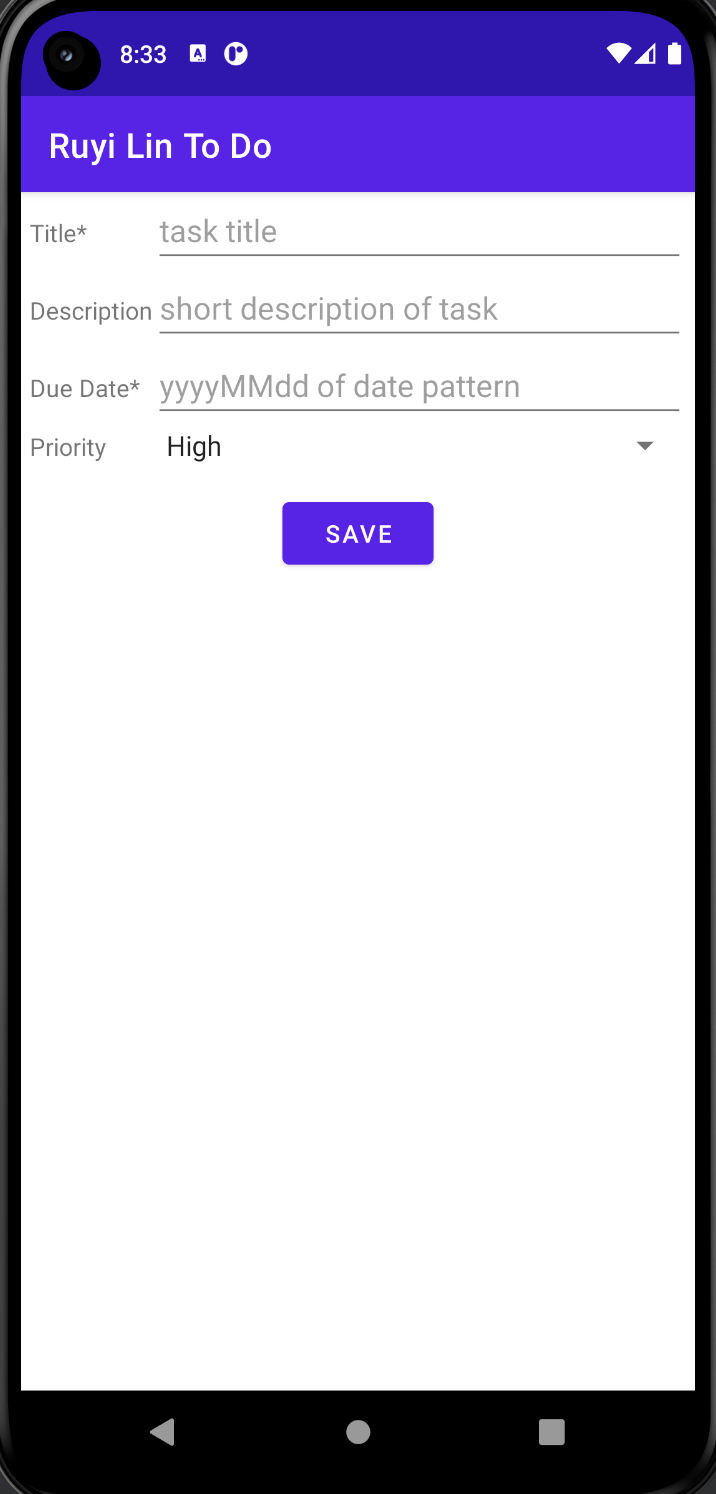 8:33
Ruyi Lin To Do
Title* task title
Description short description of task
Due Date* yyyyMMdd of date pattern
Priority High
SAVE